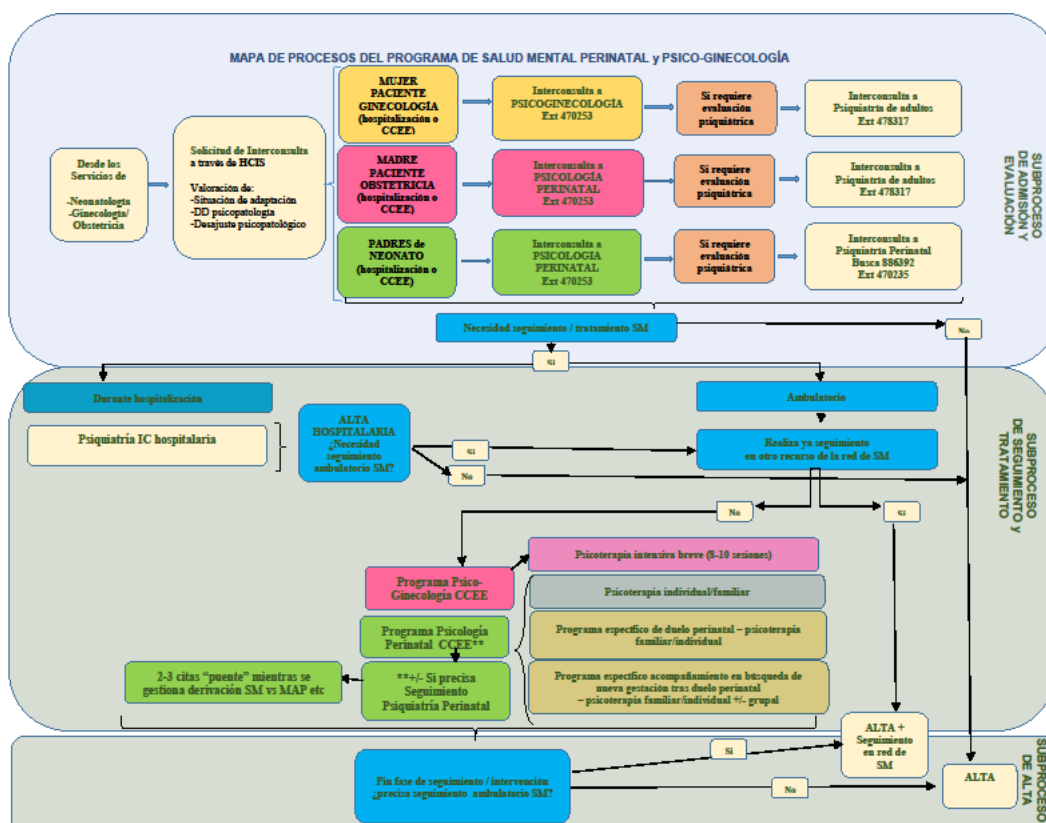 MAPA DE PROCESOS DEL PROGRAMA DE SALUD MENTAL PERINATAL y PSICO-GINECOLOGÍA
Desde los
Servicios de
-Neonatología
-Ginecología/
Obstetricia
Solicitud de Interconsulta
a través de HCIS
Valoración de:
-Situación de adaptación
-DD psicopatología
-Desajuste psicopatológico
MUJER
PACIENTE
GINECOLOGÍA
(hospitalización o
CCEE)
Interconsulta a
PSICOGINECOLOGÍA
Ext 470253
Si requiere
evaluación
psiquiátrica
Interconsulta a
Psiquiatría de adultos
Ext 478317
MADRE
PACIENTE
OBSTETRICIA
(hospitalización o
CCEE)
Interconsulta a
PSICOLOGÍA
PERINATAL
Ext 470253
Si requiere
evaluación
psiquiátrica
Interconsulta a
Psiquiatría de adultos
Ext 478317
PADRES de
NEONATO
(hospitalización o
CCEE)
Interconsulta a
PSICOLOGIA
PERINATAL
Ext 470253
Si requiere
evaluación
psiquiátrica
Interconsulta a
Psiquiatría Perinatal
Busca 886392
Ext 470235
SUBPROCESO
DE ADMISIÓN Y
EVALUACIÓN
Necesidad seguimiento / tratamiento SM
No
Si
Durante hospitalización
Ambulatorio
Psiquiatría IC hospitalaria
ALTA
HOSPITALARIA
¿Necesidad
seguimiento
ambulatorio SM?
Si
No
Realiza ya seguimiento
en otro recurso de la red de SM
No
Si
SUBPROCESO
DE SEGUIMIENTO y
TRATAMIENTO
Programa Psico-
Ginecología CCEE
Psicoterapia intensiva breve (8-10 sesiones)
Psicoterapia individual/familiar
Programa Psicología
Perinatal CCEE**
Programa específico de duelo perinatal – psicoterapia
familiar/individual
2-3 citas “puente” mientras se
gestiona derivación SM vs MAP etc
**+/- Si precisa
Seguimiento
Psiquiatría Perinatal
Programa específico acompañamiento en búsqueda de
nueva gestación tras duelo perinatal
– psicoterapia familiar/individual +/- grupal
ALTA +
Seguimiento
en red de
SM
Fin fase de seguimiento / intervención
¿precisa seguimiento ambulatorio SM?
Si
No
ALTA
SUBPROCESO
DE ALTA